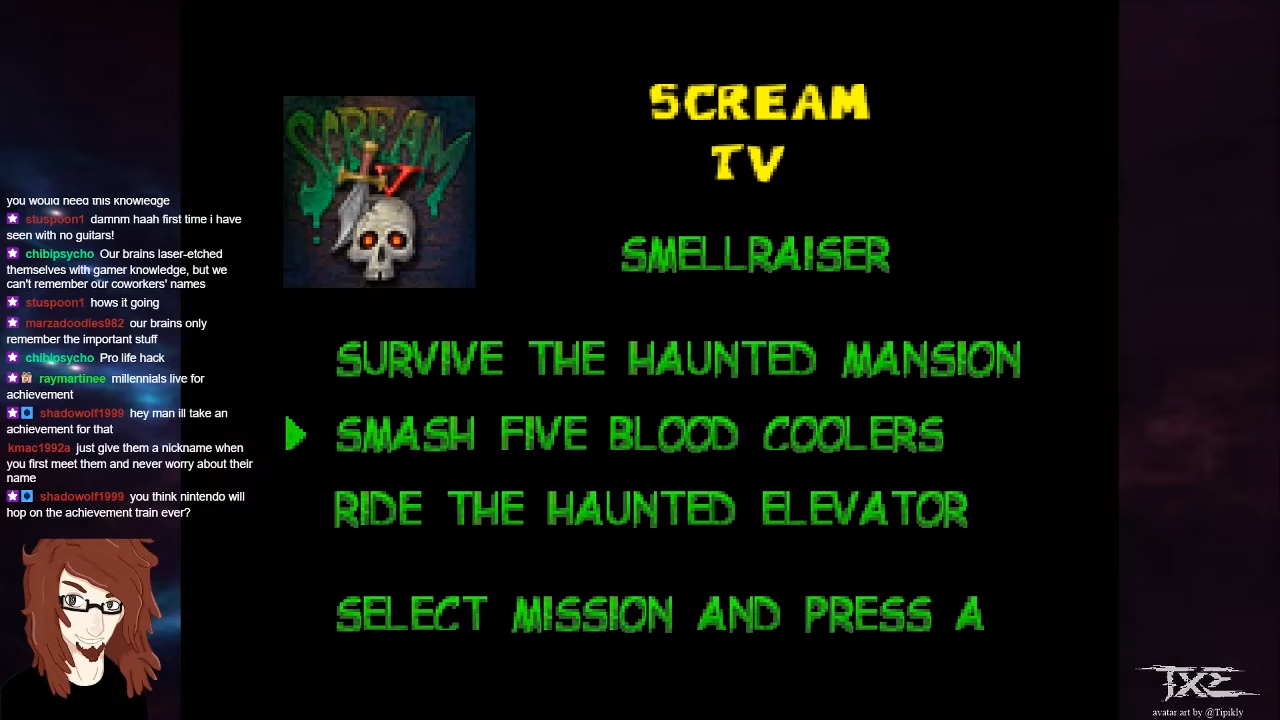 you would need this knowledge
stuspoon1 damnm haah first time i have
seen with no guitars!
chibipsycho Our brains laser-etched
themselves with gamer knowledge, but we
can't remember our coworkers' names
stuspoon1 hows it going
marzadoodles982 our brains only
remember the important stuff
chibipsycho Pro life hack
raymartinee millennials live for
achievement
shadowolf1999 hey man ill take an
achievement for that
kmac1992a just give them a nickname when
you first meet them and never worry about their
name
shadowolf1999 you think nintendo will
hop on the achievement train ever?
SCREAM
TV
SCREAM
TV
SMELLRAISER
SURVIVE THE HAUNTED MANSION
SMASH FIVE BLOOD COOLERS
RIDE THE HAUNTED ELEVATOR
SELECT MISSION AND PRESS A
TXE
avatar art by @Tipikly